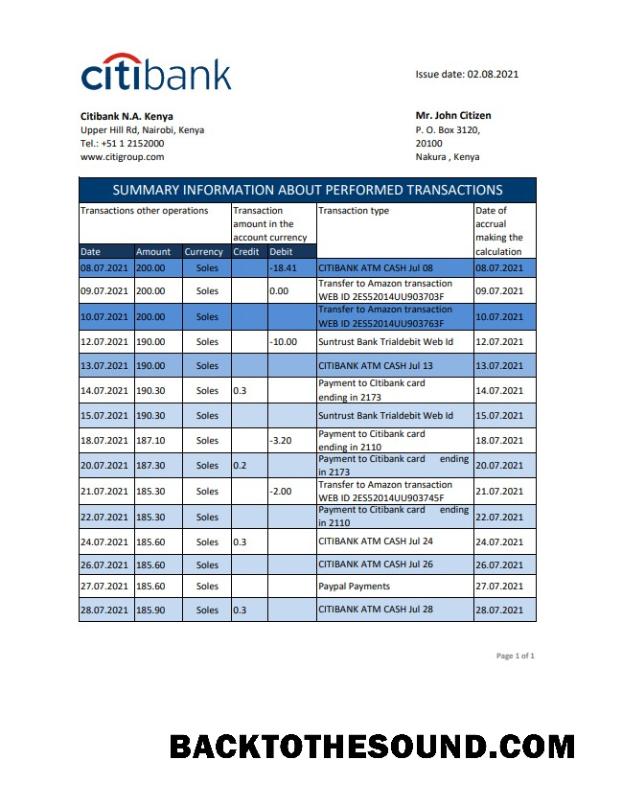 citibank
Issue date: 02.08.2021
Citibank N.A. Kenya
Upper Hill Rd, Nairobi, Kenya
Tel.: +51 1 2152000
www.citigroup.com
Mr. John Citizen
P. O. Box 3120,
20100
Nakura , Kenya
SUMMARY INFORMATION ABOUT PERFORMED TRANSACTIONS
Transactions other operations
Transaction
amount in the
account currency
Transaction type
Date of
accrual
making the
calculation
Date Amount Currency Credit Debit
08.07.2021 200.00 Soles -18.41 CITIBANK ATM CASH Jul 08 08.07.2021
09.07.2021 200.00 Soles 0.00 Transfer to Amazon transaction
WEB ID 2ES52014UU903703F 09.07.2021
10.07.2021 200.00 Soles Transfer to Amazon transaction
WEB ID 2ES52014UU903763F 10.07.2021
12.07.2021 190.00 Soles -10.00 Suntrust Bank Trialdebit Web Id 12.07.2021
13.07.2021 190.00 Soles CITIBANK ATM CASH Jul 13 13.07.2021
14.07.2021 190.30 Soles 0.3 Payment to CItibank card
ending in 2173 14.07.2021
15.07.2021 190.30 Soles Suntrust Bank Trialdebit Web Id 15.07.2021
18.07.2021 187.10 Soles -3.20 Payment to Citibank card
ending in 2110 18.07.2021
20.07.2021 187.30 Soles 0.2 Payment to Citibank card ending
in 2173 20.07.2021
21.07.2021 185.30 Soles -2.00 Transfer to Amazon transaction
WEB ID 2ES52014UU903745F 21.07.2021
22.07.2021 185.30 Soles Payment to Citibank card ending
in 2110 22.07.2021
24.07.2021 185.60 Soles 0.3 CITIBANK ATM CASH Jul 24 24.07.2021
26.07.2021 185.60 Soles CITIBANK ATM CASH Jul 26 26.07.2021
27.07.2021 185.60 Soles Paypal Payments 27.07.2021
28.07.2021 185.90 Soles 0.3 CITIBANK ATM CASH Jul 28 28.07.2021
Page 1 of 1
BACKTOTHESOUND.COM